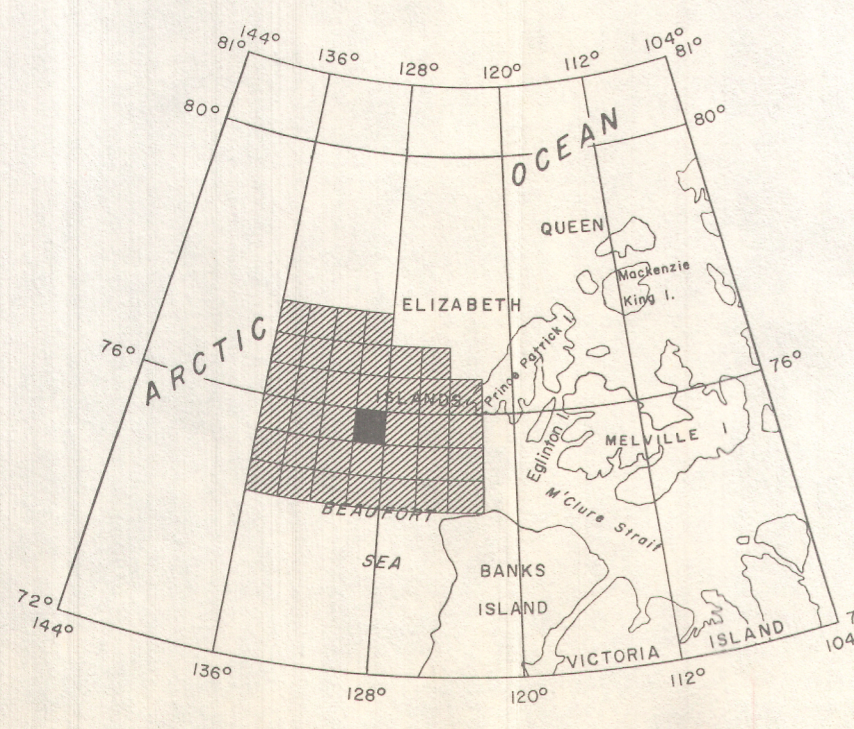 144°
81°
136°
128°
120°
112°
104°
81°
80°
80°
OCEAN
QUEEN
Mackenzie
King I.
ELIZABETH
ARCTIC
76°
76°
Prince Patrick I.
ISLANDS
Eglinton I.
MELVILLE I
M'Clure Strait
BEAUFORT
SEA
BANKS
ISLAND
VICTORIA
ISLAND
72°
144°
136°
128°
120°
112°
104